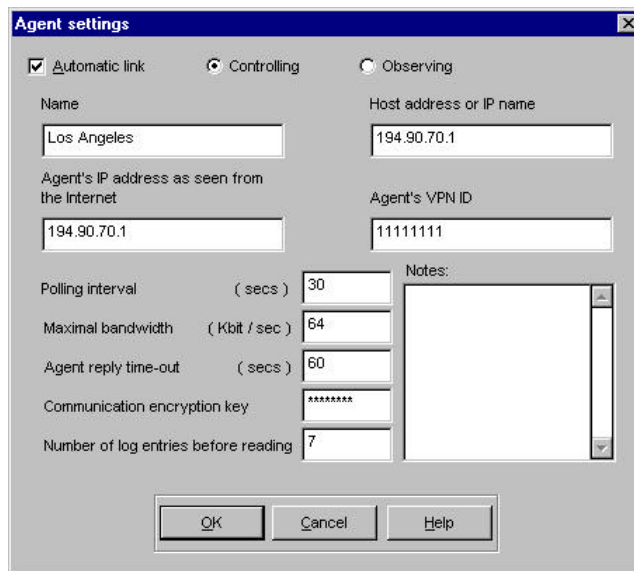 Agent settings
Automatic link
Controlling
Observing
Name
Host address or IP name
Los Angeles
194.90.70.1
Agent's IP address as seen from
the Internet
Agent's VPN ID
194.90.70.1
11111111
Notes:
Polling interval ( secs ) 30
Maximal bandwidth ( Kbit / sec ) 64
Agent reply time-out ( secs ) 60
Communication encryption key ********
Number of log entries before reading 7
OK
Cancel
Help